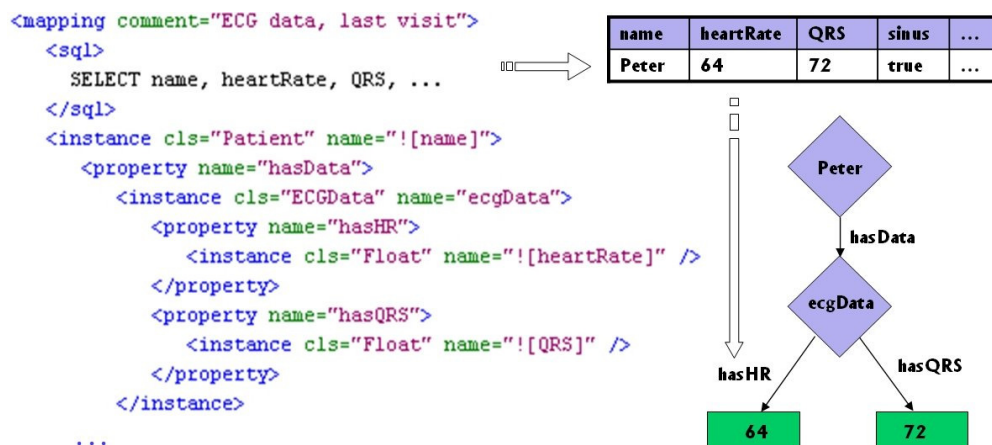 <mapping comment="ECG data, last visit">
<sql>
SELECT name, heartRate, QRS, ...
</sql>
<instance cls="Patient" name="![name]">
<property name="hasData">
<instance cls="ECGData" name="ecgData">
<property name="hasHR">
<instance cls="Float" name="![heartRate]" />
</property>
<property name="hasQRS">
<instance cls="Float" name="![QRS]" />
</property>
</instance>
...
name heartRate QRS sinus ...
Peter 64 72 true ...
Peter
hasData
ecgData
hasHR hasQRS
64 72